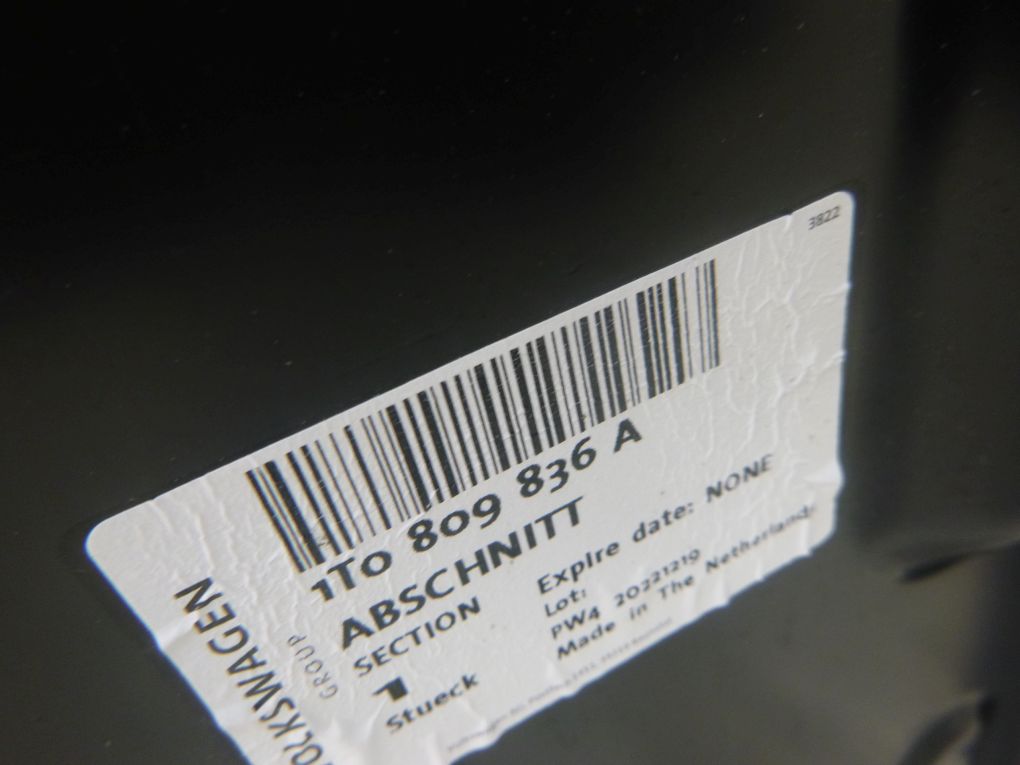 3822
1T0 809 836 A
ABSCHNITT
SECTION
1
Stueck
Expire date: NONE
Lot:
PW4 20221219
Made in The Netherlands
VOLKSWAGEN
GROUP